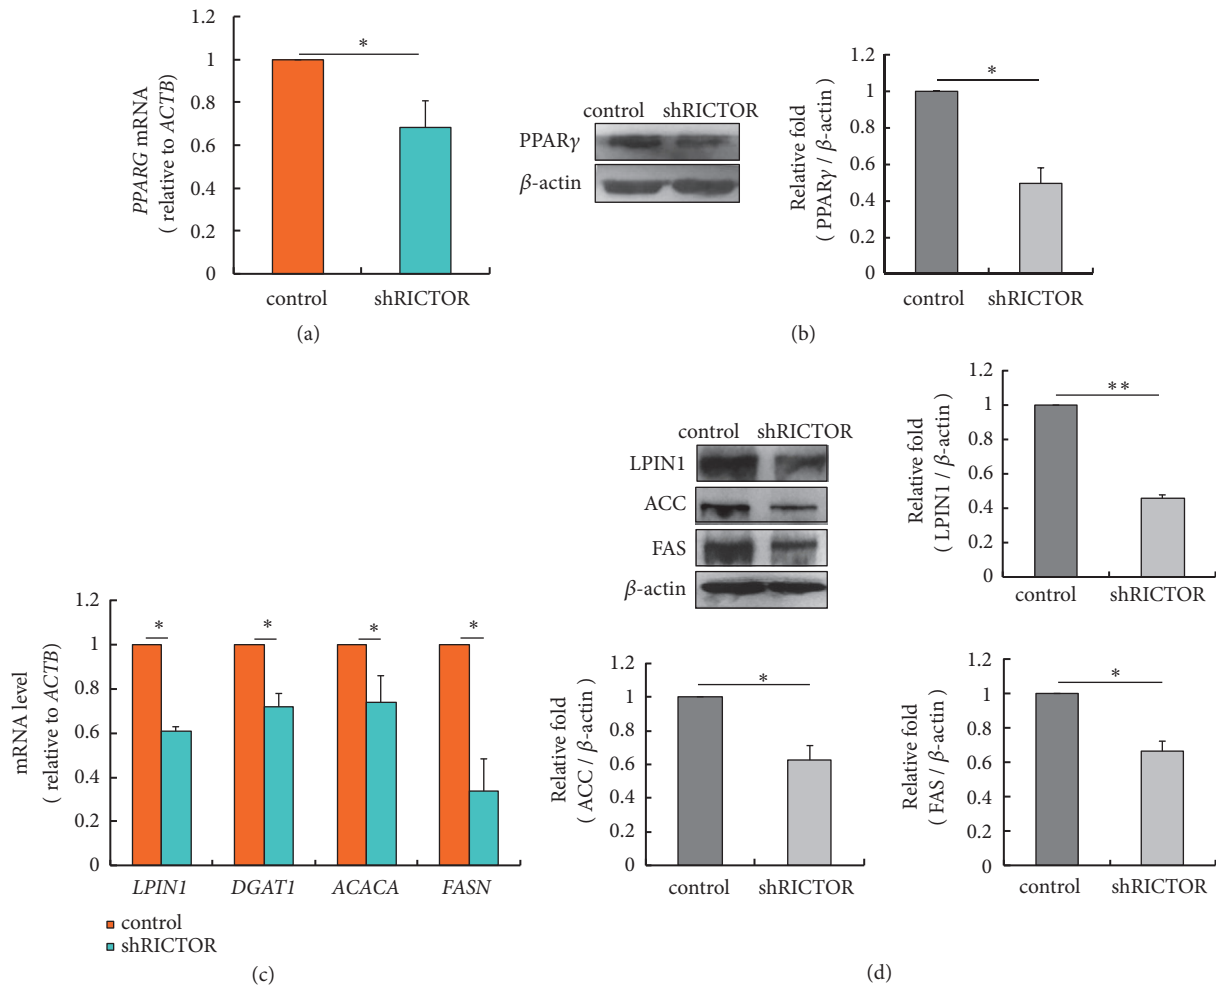 PPARG mRNA
( relative to ACTB)
1.2
1
0.8
0.6
0.4
0.2
0
*
control shRICTOR
(a)
control shRICTOR
PPARγ
β-actin
Relative fold
( PPARγ / β-actin )
1.2
1
0.8
0.6
0.4
0.2
0
*
control shRICTOR
(b)
mRNA level
( relative to ACTB)
1.2
1
0.8
0.6
0.4
0.2
0
* * * *
LPIN1 DGAT1 ACACA FASN
control
shRICTOR
(c)
control shRICTOR
LPIN1
ACC
FAS
β-actin
Relative fold
( LPIN1 / β-actin )
1.2
1
0.8
0.6
0.4
0.2
0
**
control shRICTOR
Relative fold
( ACC / β-actin )
1.2
1
0.8
0.6
0.4
0.2
0
*
control shRICTOR
Relative fold
( FAS / β-actin )
1.2
1
0.8
0.6
0.4
0.2
0
*
control shRICTOR
(d)